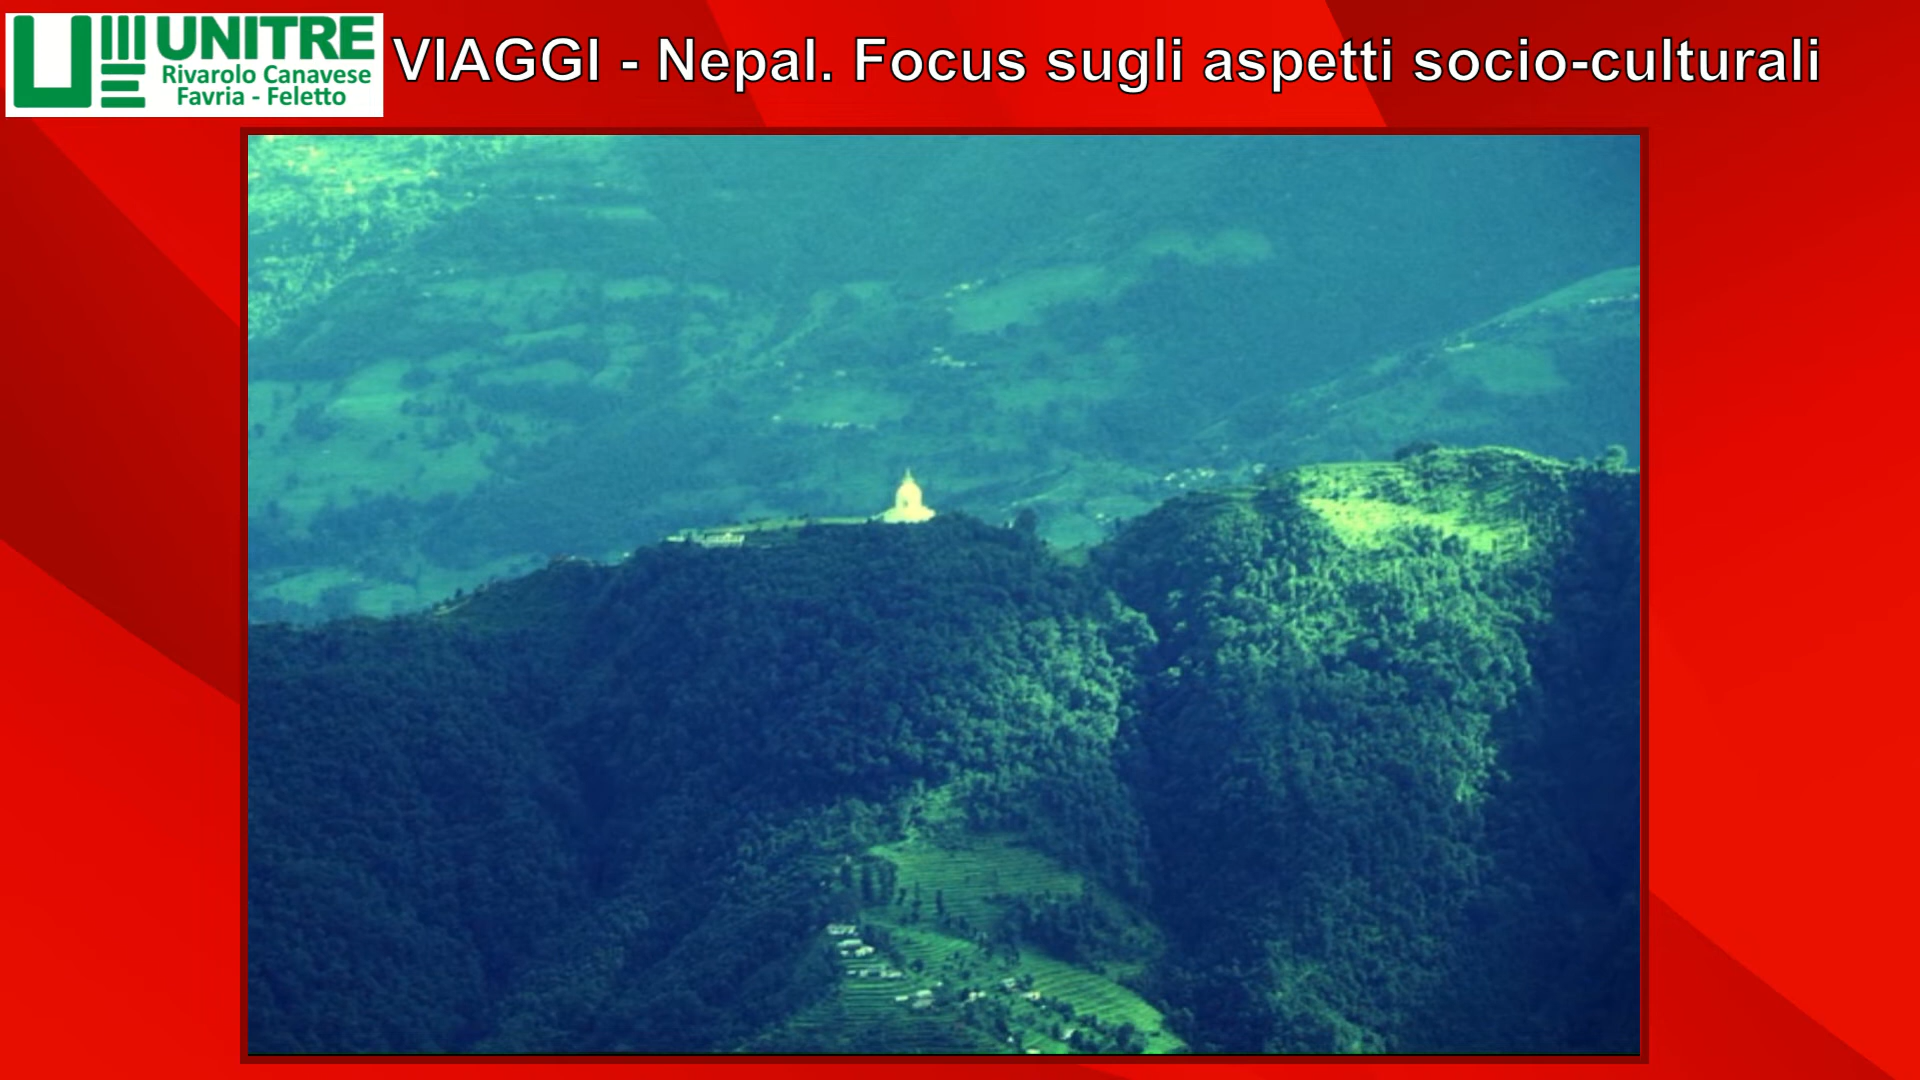 UNITRE
Rivarolo Canavese
Favria - Feletto
VIAGGI - Nepal. Focus sugli aspetti socio-culturali